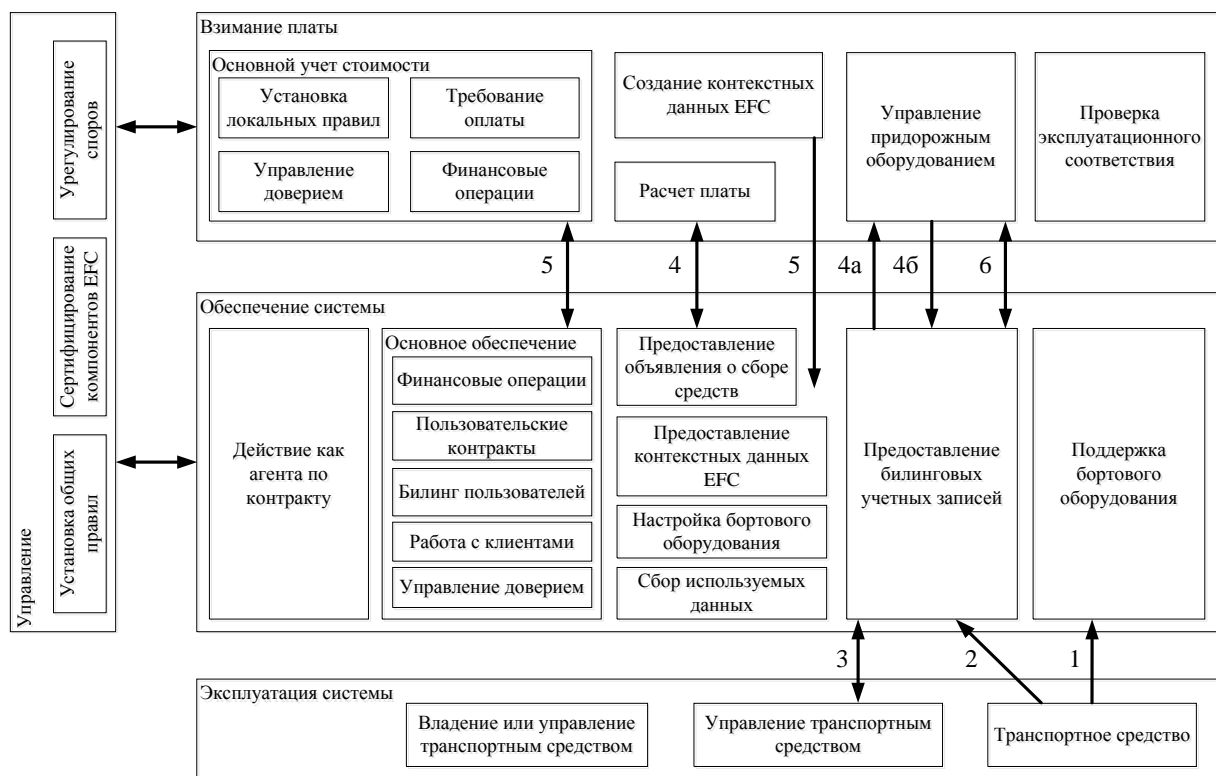 Управление
Урегулирование
споров
Сертифицирование
компонентов EFC
Установка общих
правил
Взимание платы
Основной учет стоимости
Установка
локальных правил
Требование
оплаты
Управление
доверием
Финансовые
операции
Создание контекстных
данных EFC
Расчет платы
Управление
придорожным
оборудованием
Проверка
эксплуатационного
соответствия
5
4
5
4а
4б
6
Обеспечение системы
Действие как
агента по
контракту
Основное обеспечение
Финансовые операции
Пользовательские
контракты
Билинг пользователей
Работа с клиентами
Управление доверием
Предоставление
объявления о сборе
средств
Предоставление
контекстных данных
EFC
Настройка бортового
оборудования
Сбор используемых
данных
Предоставление
билинговых
учетных записей
Поддержка
бортового
оборудования
3
2
1
Эксплуатация системы
Владение или управление
транспортным средством
Управление транспортным
средством
Транспортное средство